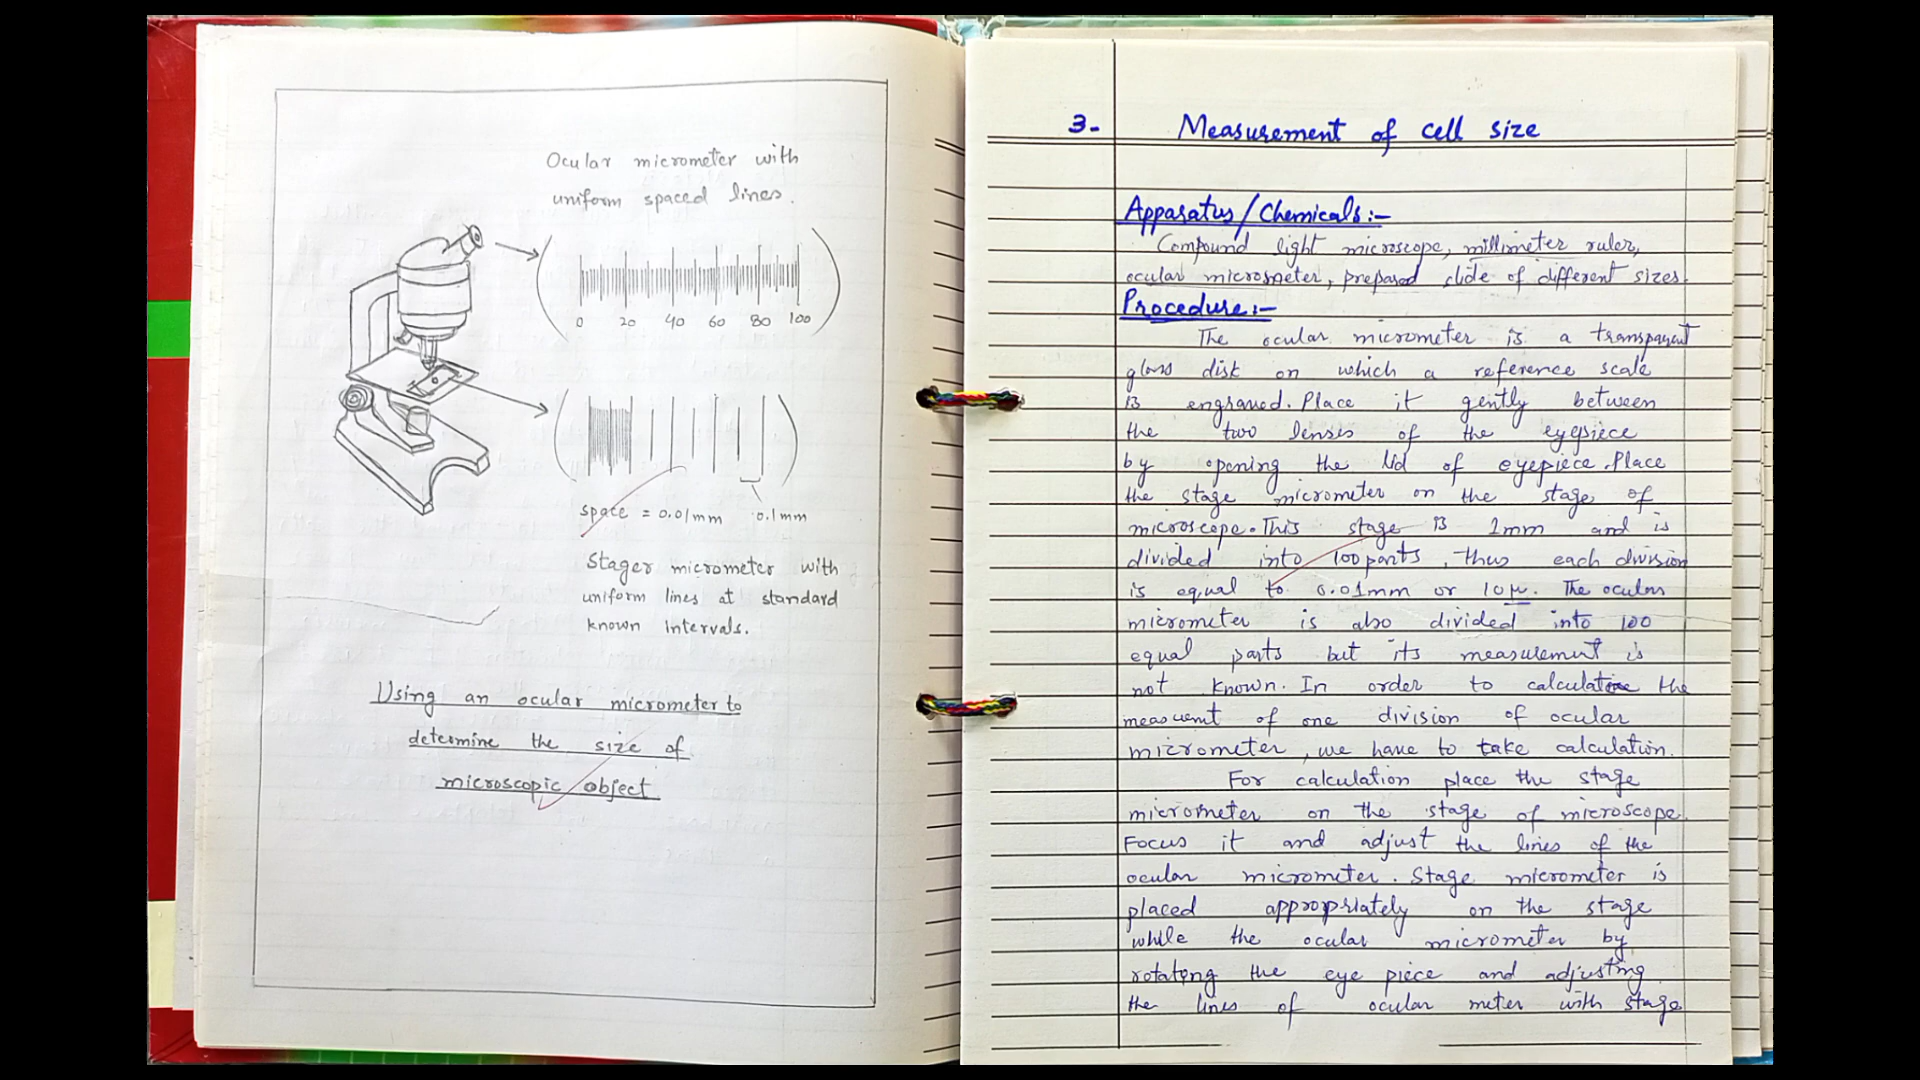 Ocular micrometer with
uniform spaced lines.
0 20 40 60 80 100
space = 0.01mm 0.1mm
Stager micrometer with
uniform lines at standard
known intervals.
Using an ocular micrometer to
determine the size of
microscopic object
3- Measurement of cell size
Apparatus/Chemicals:-
Compound light microscope, millimeter ruler,
ocular micrometer, prepared slide of different sizes.
Procedure:-
The ocular micrometer is a transparent
glass disk on which a reference scale
is engraved. Place it gently between
the two lenses of the eyepiece
by opening the lid of eyepiece. Place
the stage micrometer on the stage of
microscope. This stage is 1mm and is
divided into 100 parts, thus each division
is equal to 0.01mm or 10μ. The ocular
micrometer is also divided into 100
equal parts but its measurement is
not known. In order to calculate the
measuemt of one division of ocular
micrometer, we have to take calculation.
For calculation place the stage
micrometer on the stage of microscope.
Focus it and adjust the lines of the
ocular micrometer. Stage micrometer is
placed appropriately on the stage
while the ocular micrometer by
rotating the eye piece and adjusting
the lines of ocular meter with stage